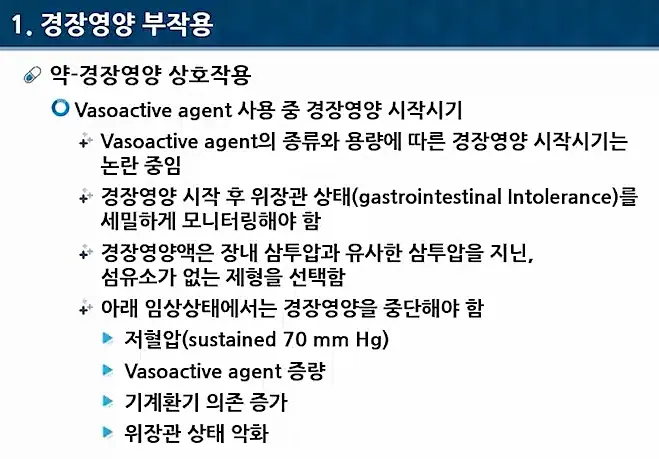 1. 경장영양 부작용
약-경장영양 상호작용
Vasoactive agent 사용 중 경장영양 시작시기
Vasoactive agent의 종류와 용량에 따른 경장영양 시작시기는
논란 중임
경장영양 시작 후 위장관 상태(gastrointestinal Intolerance)를
세밀하게 모니터링해야 함
경장영양액은 장내 삼투압과 유사한 삼투압을 지닌,
섬유소가 없는 제형을 선택함
아래 임상상태에서는 경장영양을 중단해야 함
저혈압(sustained 70 mm Hg)
Vasoactive agent 증량
기계환기 의존 증가
위장관 상태 악화